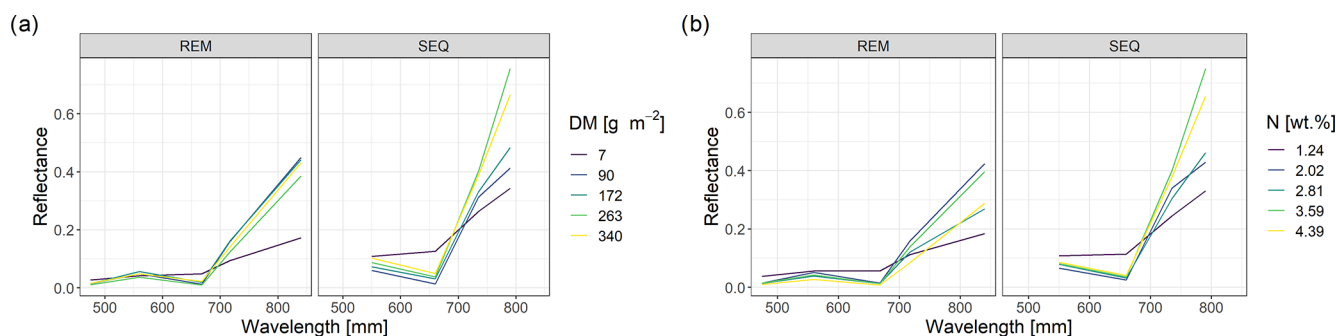 (a)
REM SEQ
Reflectance
0.6
0.4
0.2
0.0
500 600 700 800 500 600 700 800
Wavelength [mm]
DM [g m⁻²]
7
90
172
263
340
(b)
REM SEQ
Reflectance
0.6
0.4
0.2
0.0
500 600 700 800 500 600 700 800
Wavelength [mm]
N [wt.%]
1.24
2.02
2.81
3.59
4.39